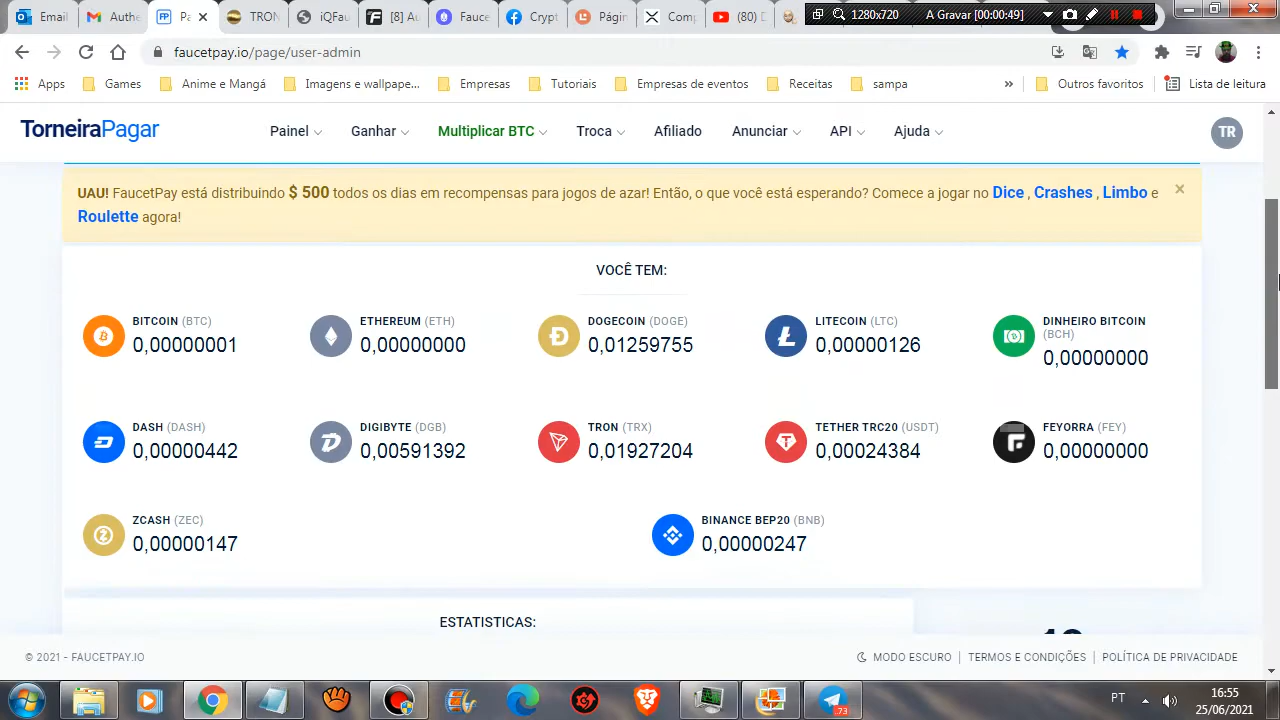 Email
Authe
Pa
TRON
iQFau
[8] A
Fauce
Crypt
Págin
Comp
(80) D
1280x720
A Gravar [00:00:49]
faucetpay.io/page/user-admin
Apps
Games
Anime e Mangá
Imagens e wallpape...
Empresas
Tutoriais
Empresas de eventos
Receitas
sampa
»
Outros favoritos
Lista de leitura
TorneiraPagar
Painel
Ganhar
Multiplicar BTC
Troca
Afiliado
Anunciar
API
Ajuda
TR
UAU! FaucetPay está distribuindo $ 500 todos os dias em recompensas para jogos de azar! Então, o que você está esperando? Comece a jogar no Dice , Crashes , Limbo e
Roulette agora!
×
VOCÊ TEM:
BITCOIN (BTC)
0,00000001
ETHEREUM (ETH)
0,00000000
DOGECOIN (DOGE)
0,01259755
LITECOIN (LTC)
0,00000126
DINHEIRO BITCOIN
(BCH)
0,00000000
DASH (DASH)
0,00000442
DIGIBYTE (DGB)
0,00591392
TRON (TRX)
0,01927204
TETHER TRC20 (USDT)
0,00024384
FEYORRA (FEY)
0,00000000
ZCASH (ZEC)
0,00000147
BINANCE BEP20 (BNB)
0,00000247
ESTATISTICAS:
© 2021 - FAUCETPAY.IO
MODO ESCURO
TERMOS E CONDIÇÕES
POLÍTICA DE PRIVACIDADE
73
PT
16:55
25/06/2021